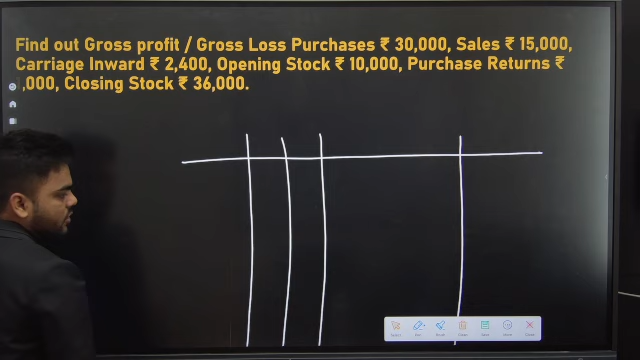 Find out Gross profit / Gross Loss Purchases ₹ 30,000, Sales ₹ 15,000,
Carriage Inward ₹ 2,400, Opening Stock ₹ 10,000, Purchase Returns ₹
,000, Closing Stock ₹ 36,000.